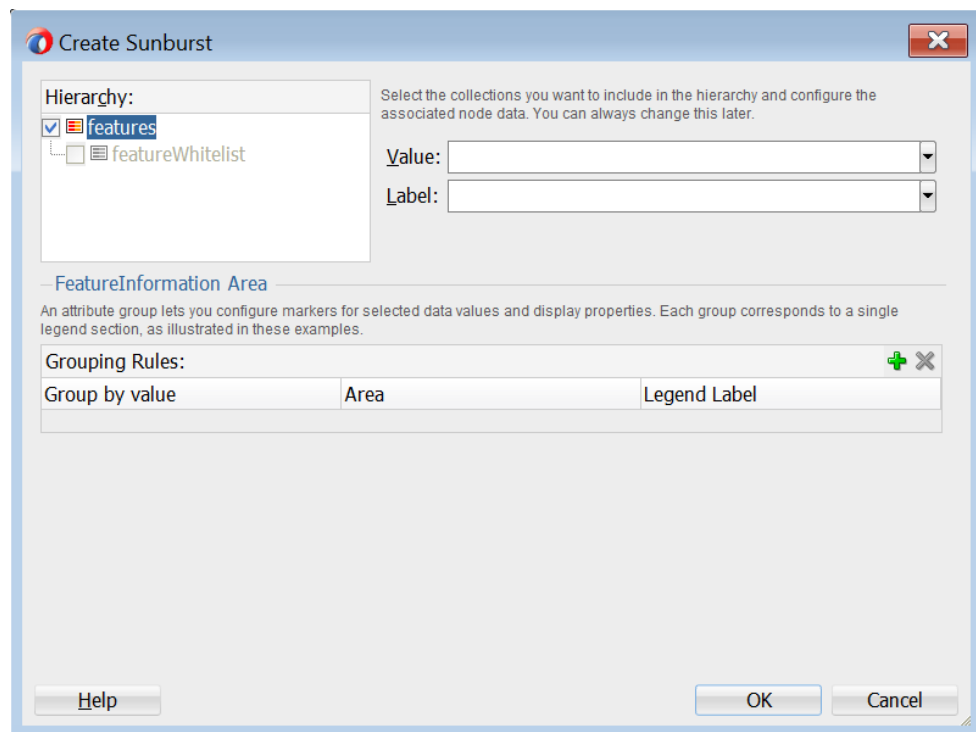 Create Sunburst
Hierarchy:
features
featureWhitelist
Select the collections you want to include in the hierarchy and configure the
associated node data. You can always change this later.
Value:
Label:
FeatureInformation Area
An attribute group lets you configure markers for selected data values and display properties. Each group corresponds to a single
legend section, as illustrated in these examples.
Grouping Rules:
Group by value Area Legend Label
Help OK Cancel